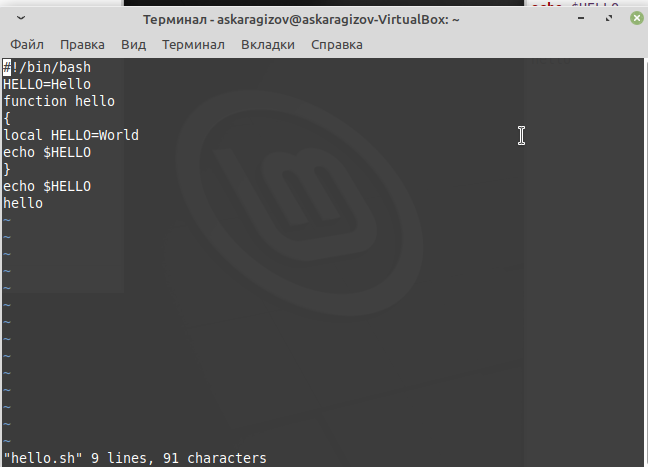 echo $HELLO
Терминал - askaragizov@askaragizov-VirtualBox: ~
Файл Правка Вид Терминал Вкладки Справка
#!/bin/bash
HELLO=Hello
function hello
{
local HELLO=World
echo $HELLO
}
echo $HELLO
hello
~
~
~
~
~
~
~
~
~
~
~
~
~
~
"hello.sh" 9 lines, 91 characters